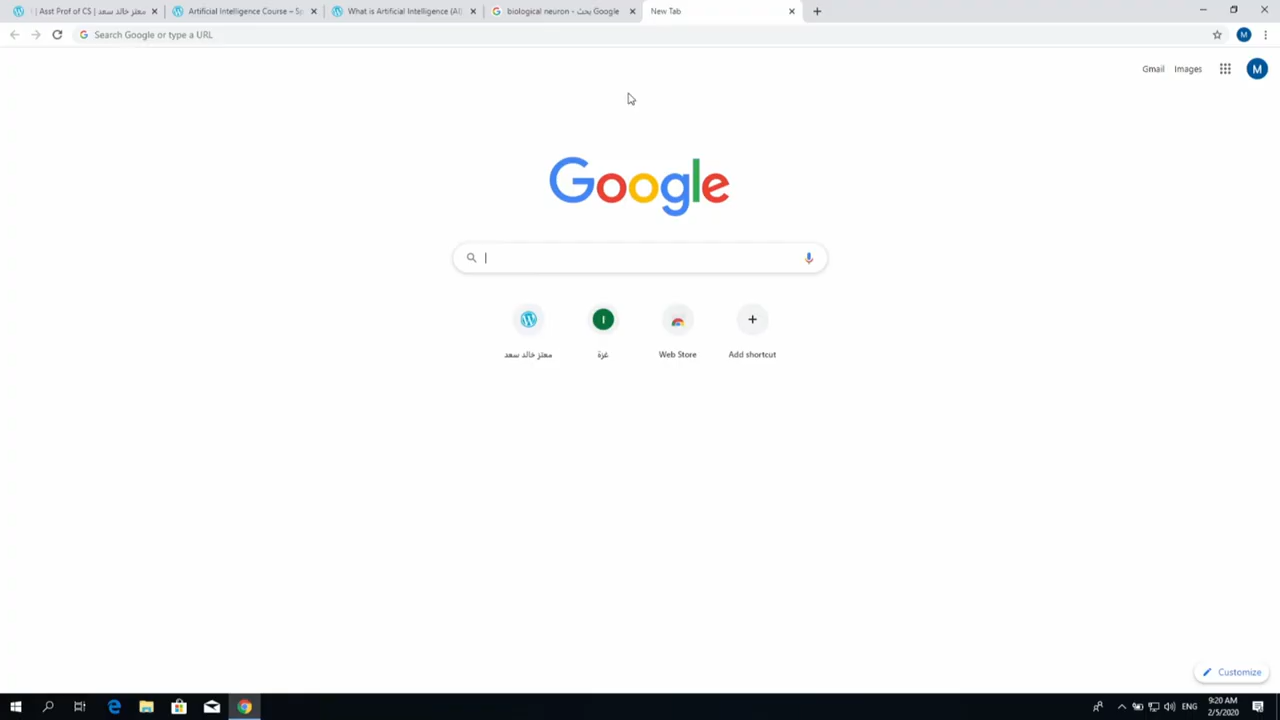 | Asst Prof of CS | معتز خالد سعد
Artificial Intelligence Course – Sp
What is Artificial Intelligence (AI)
biological neuron - بحث Google
New Tab
Search Google or type a URL
M
Gmail Images
M
Google
I
معتز خالد سعد
غزة
Web Store
Add shortcut
Customize
ENG
9:20 AM
2/5/2020